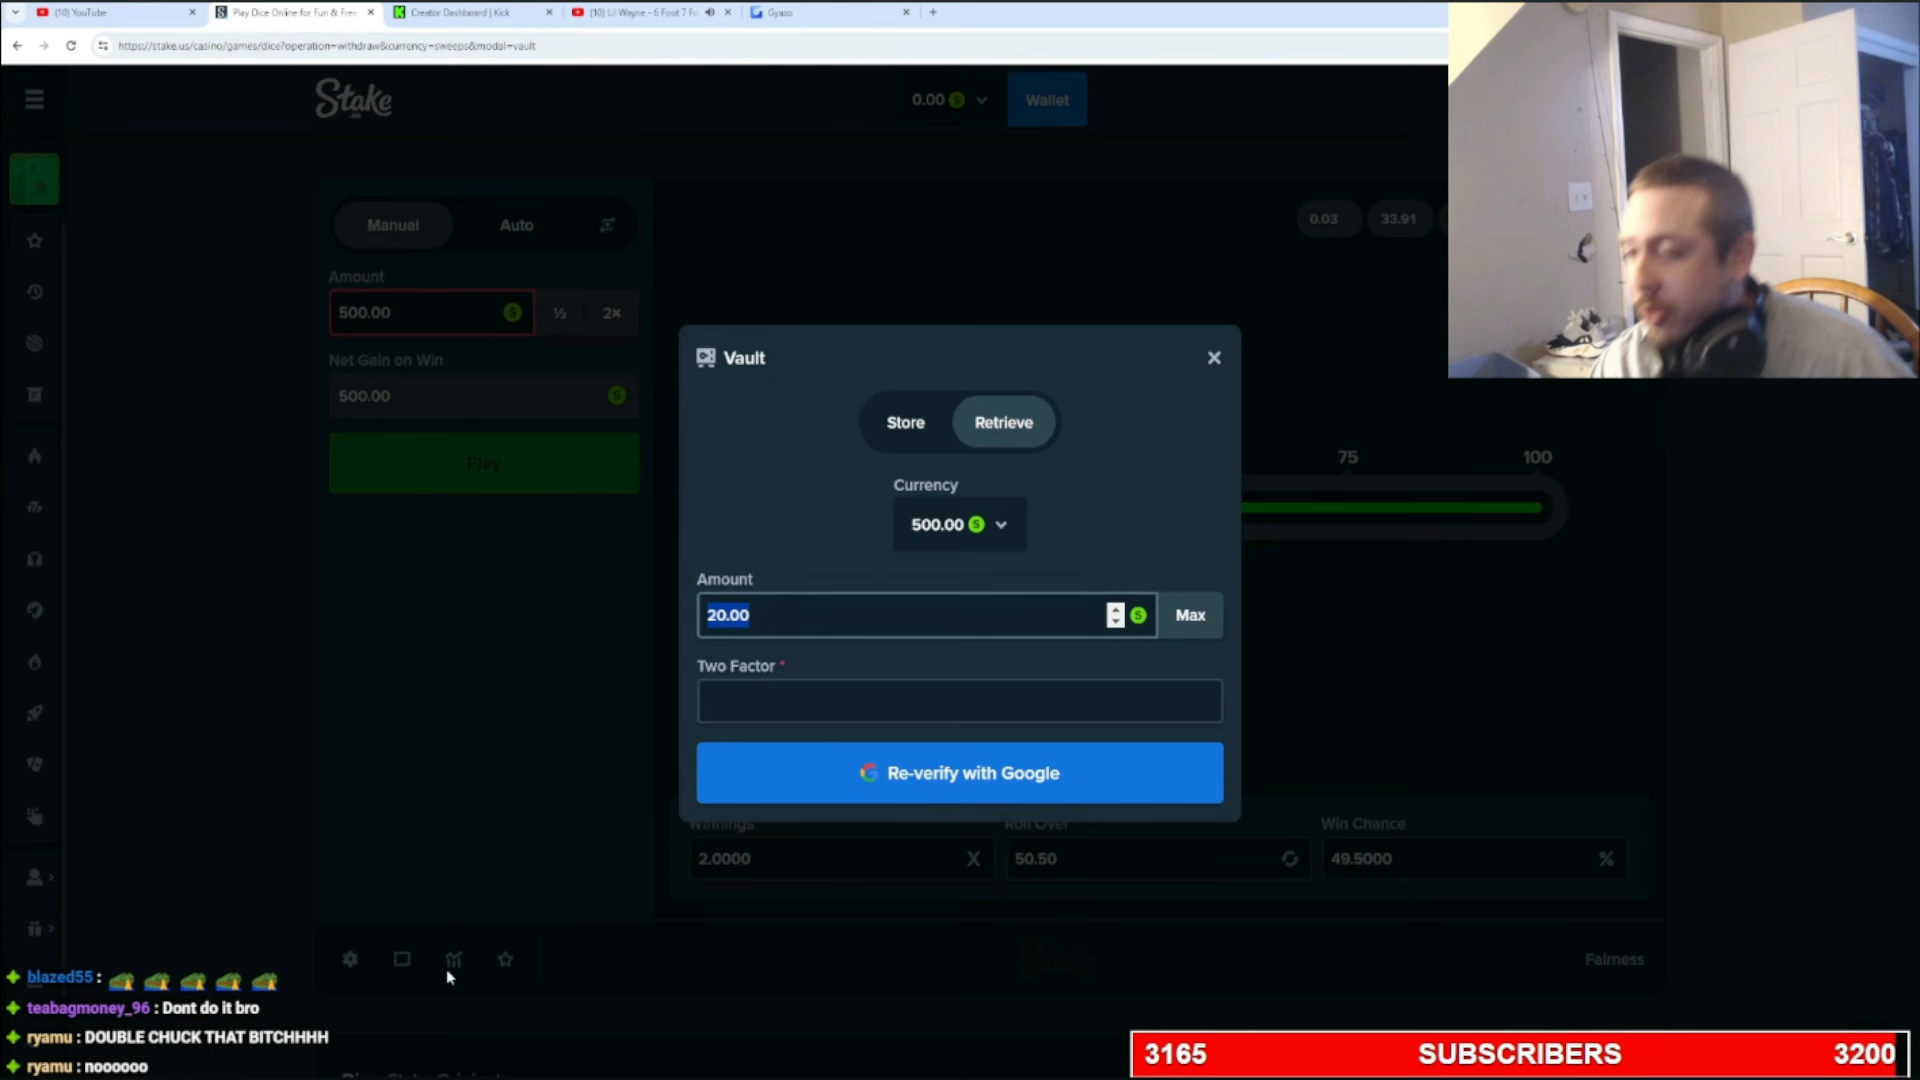 (10) YouTube
Play Dice Online for Fun & Free
Creator Dashboard | Kick
(10) Lil Wayne - 6 Foot 7 Fo
Gyazo
https://stake.us/casino/games/dice?operation=withdraw&currency=sweeps&modal=vault
Stake
0.00
Wallet
Manual
Auto
0.03
33.91
Amount
500.00
½
2×
Net Gain on Win
500.00
Play
Vault
Store
Retrieve
75
100
Currency
500.00
Amount
20.00
Max
Two Factor *
Re-verify with Google
Winnings
Roll Over
Win Chance
2.0000
50.50
49.5000
%
Stake
Fairness
blazed55 :
teabagmoney_96 : Dont do it bro
ryamu : DOUBLE CHUCK THAT BITCHHHH
ryamu : noooooo
3165
SUBSCRIBERS
3200